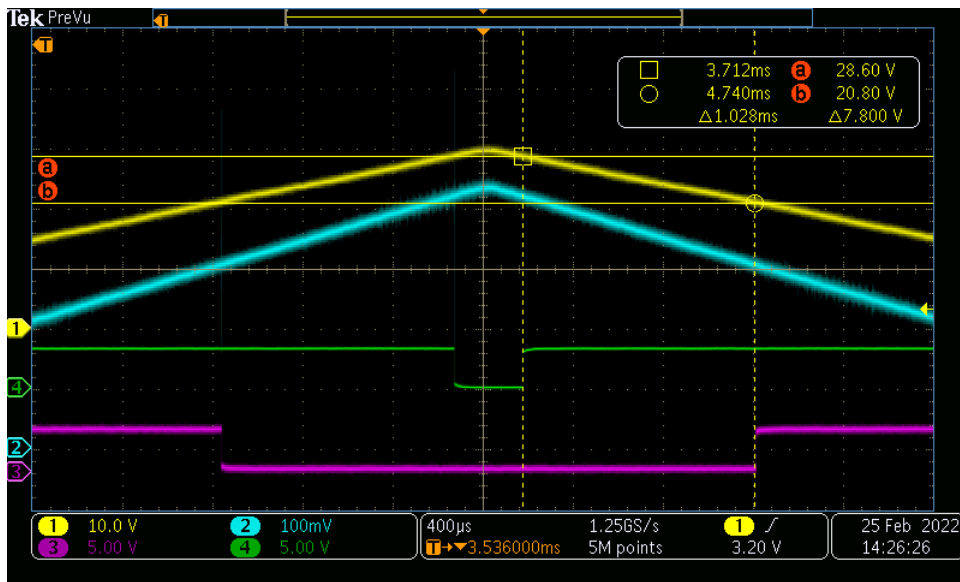 Tek PreVu
T
T
3.712ms a 28.60 V
4.740ms b 20.80 V
Δ1.028ms Δ7.800 V
a
b
1
4
2
3
1 10.0 V 2 100mV
3 5.00 V 4 5.00 V
400µs 1.25GS/s
T→▼3.536000ms 5M points
1 ∫ 3.20 V
25 Feb 2022
14:26:26